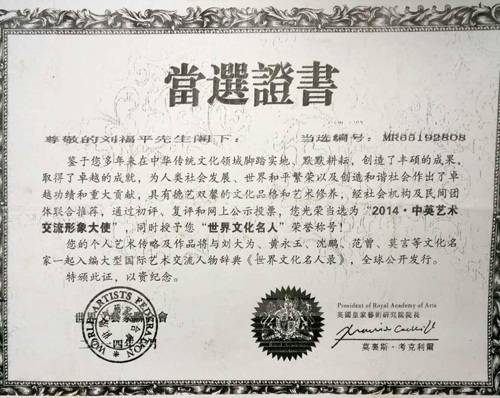 當選證書
尊敬的刘福平先生阁下： 当选编号：MR65192808
鉴于您多年来在中华传统文化领域脚踏实地、默默耕耘，创造了丰硕的成果，
取得了卓越的成就，为人类社会发展、世界和平繁荣以及创造和谐社会作出了卓
越功绩和重大贡献，具有德艺双馨的文化品格和艺术修养，经社会机构及民间团
体联合推荐，通过初评、复评和网上公示投票，您光荣当选为“2014·中英艺术
交流形象大使”，同时授予您“世界文化名人”荣誉称号！
您的个人艺术传略及作品将与刘大为、黄永玉、沈鹏、范曾、莫言等文化名
家一起入编大型国际艺术交流人物辞典《世界文化名人录》，全球公开发行。
特颁此证，以资纪念。
WORLD ARTISTS FEDERATION
President of Royal Academy of Arts
英國皇家藝術研究院院長
莫裏斯·考克利爾